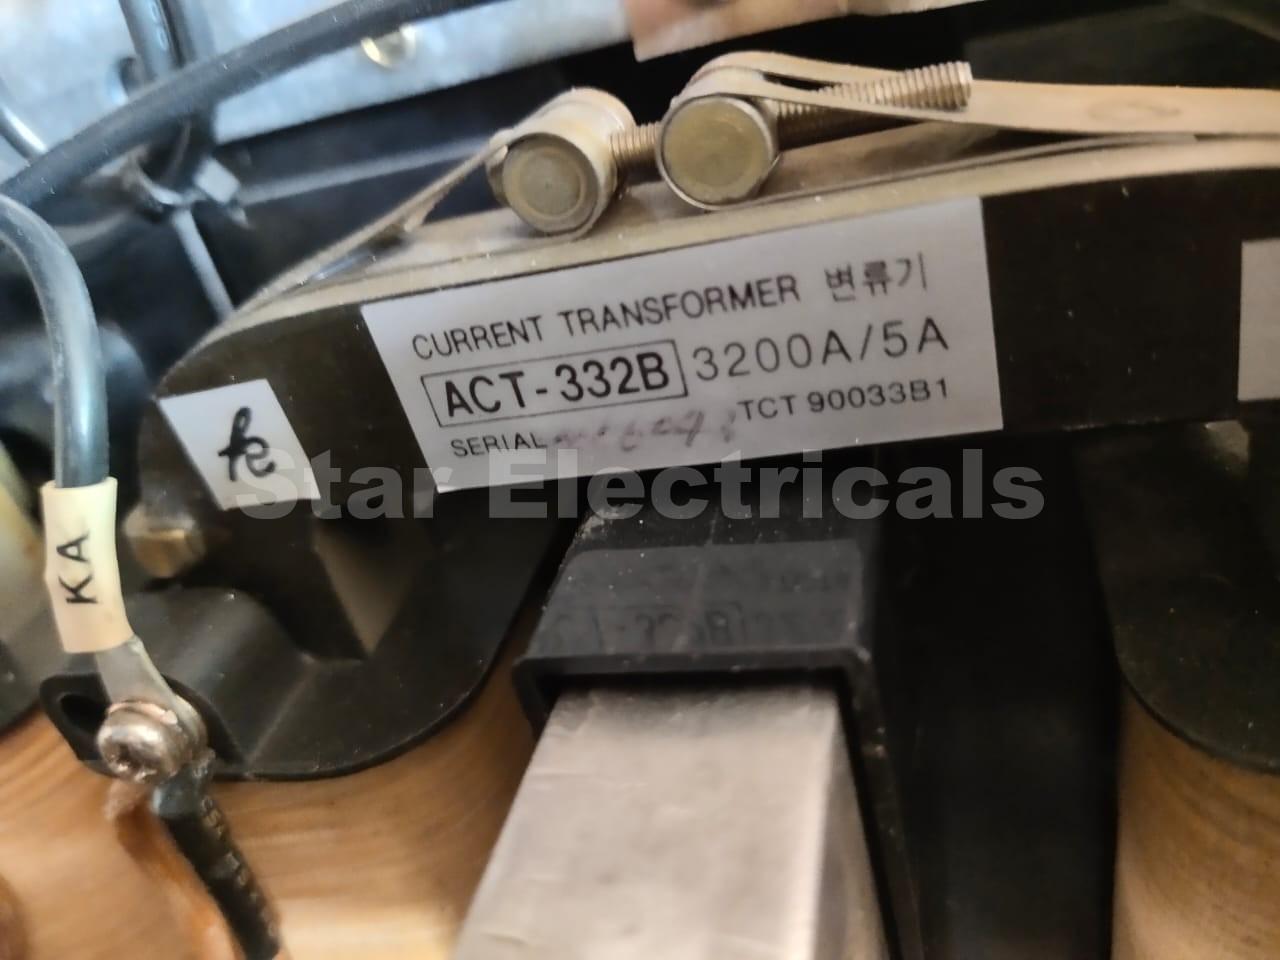 CURRENT TRANSFORMER 변류기
ACT-332B 3200A/5A
SERIAL
TCT 90033B1
Star Electricals
KA